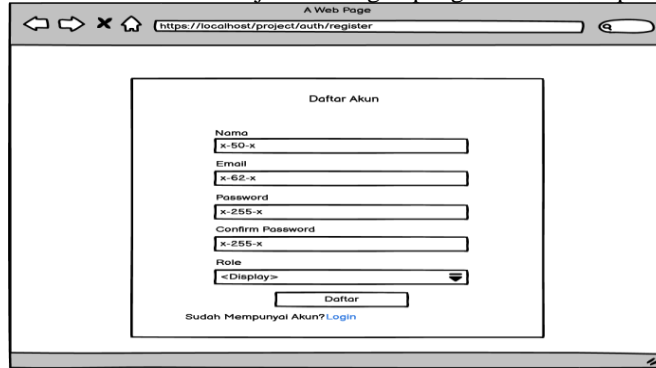 A Web Page
https://localhost/project/auth/register
Daftar Akun
Nama
x-50-x
Email
x-62-x
Password
x-255-x
Confirm Password
x-255-x
Role
<Display>
Daftar
Sudah Mempunyai Akun?Login